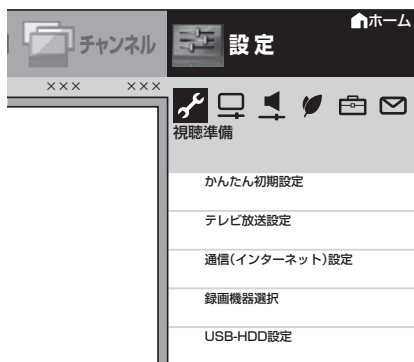 ホーム
チャンネル
設定
××× ×××
視聴準備
かんたん初期設定
テレビ放送設定
通信(インターネット)設定
録画機器選択
USB-HDD設定